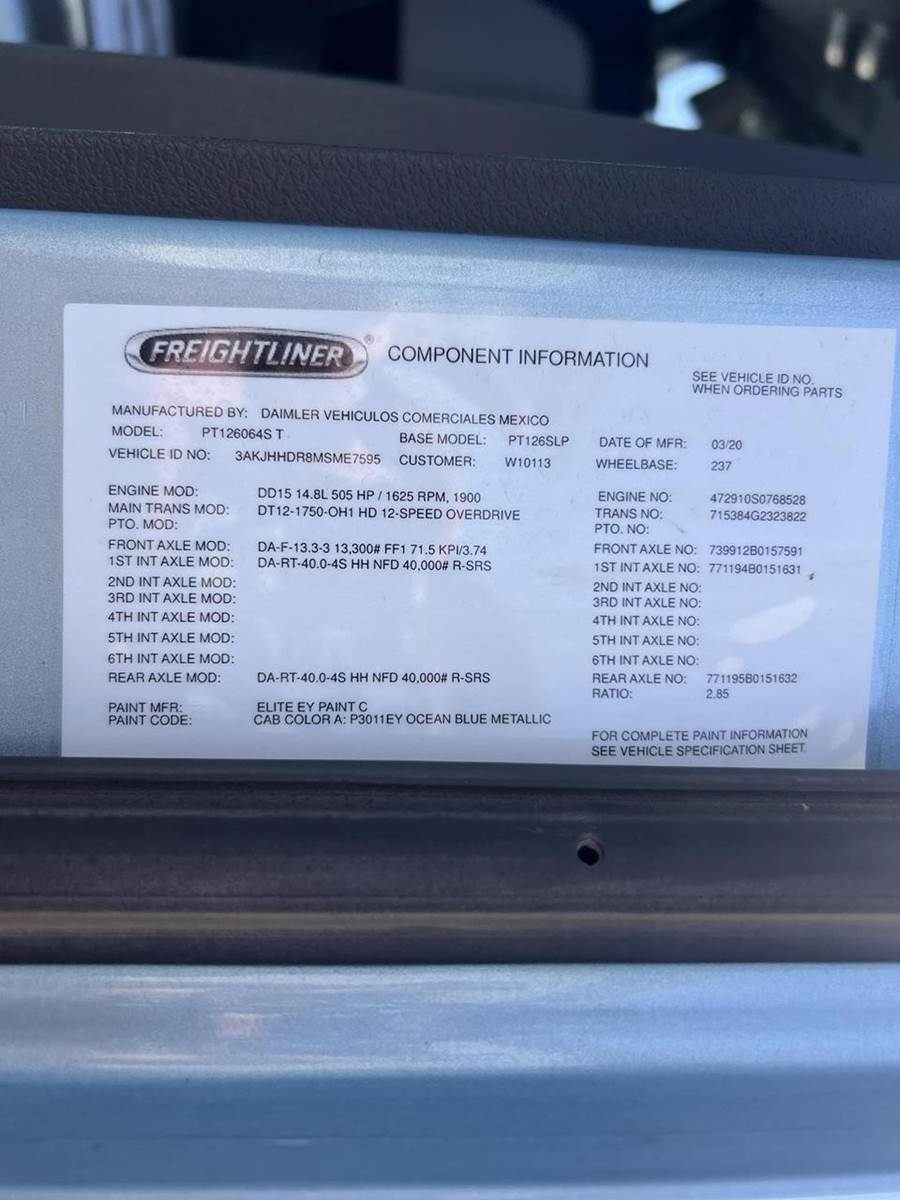 FREIGHTLINER ® COMPONENT INFORMATION
SEE VEHICLE ID NO.
WHEN ORDERING PARTS
MANUFACTURED BY: DAIMLER VEHICULOS COMERCIALES MEXICO
MODEL: PT126064S T BASE MODEL: PT126SLP DATE OF MFR: 03/20
VEHICLE ID NO: 3AKJHHDR8MSME7595 CUSTOMER: W10113 WHEELBASE: 237
ENGINE MOD: DD15 14.8L 505 HP / 1625 RPM, 1900 ENGINE NO: 472910S0768528
MAIN TRANS MOD: DT12-1750-OH1 HD 12-SPEED OVERDRIVE TRANS NO: 715384G2323822
PTO. MOD: PTO. NO:
FRONT AXLE MOD: DA-F-13.3-3 13,300# FF1 71.5 KPI/3.74 FRONT AXLE NO: 739912B0157591
1ST INT AXLE MOD: DA-RT-40.0-4S HH NFD 40,000# R-SRS 1ST INT AXLE NO: 771194B0151631
2ND INT AXLE MOD: 2ND INT AXLE NO:
3RD INT AXLE MOD: 3RD INT AXLE NO:
4TH INT AXLE MOD: 4TH INT AXLE NO:
5TH INT AXLE MOD: 5TH INT AXLE NO:
6TH INT AXLE MOD: 6TH INT AXLE NO:
REAR AXLE MOD: DA-RT-40.0-4S HH NFD 40,000# R-SRS REAR AXLE NO: 771195B0151632
RATIO: 2.85
PAINT MFR: ELITE EY PAINT C
PAINT CODE: CAB COLOR A: P3011EY OCEAN BLUE METALLIC
FOR COMPLETE PAINT INFORMATION
SEE VEHICLE SPECIFICATION SHEET.